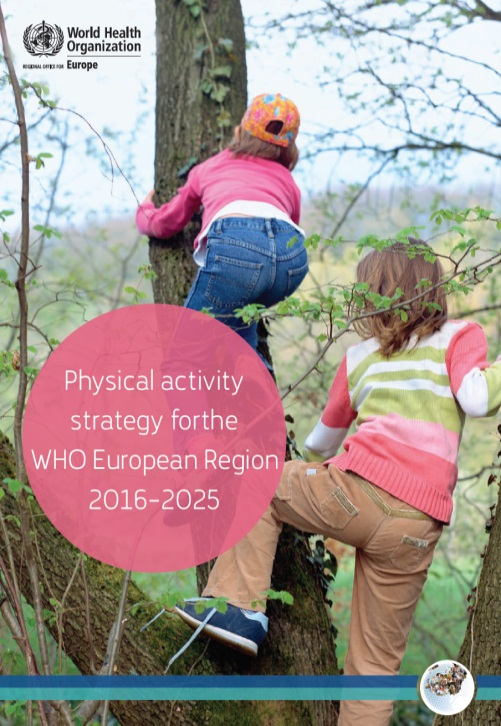 World Health
Organization
REGIONAL OFFICE FOR Europe
Physical activity
strategy forthe
WHO European Region
2016-2025